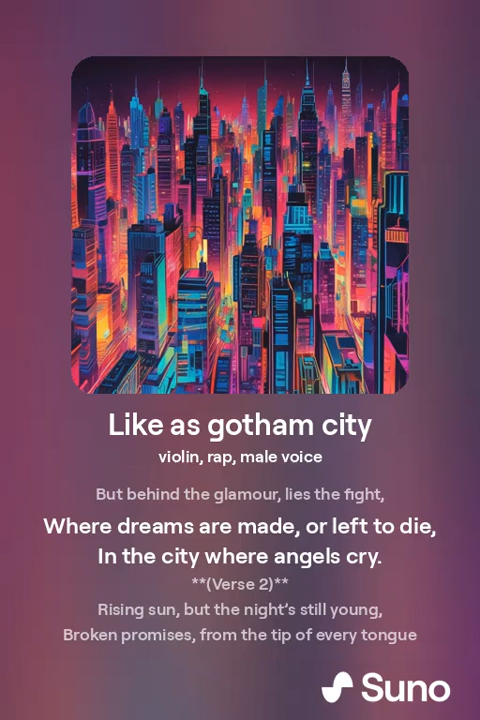 Like as gotham city
violin, rap, male voice
But behind the glamour, lies the fight,
Where dreams are made, or left to die,
In the city where angels cry.
**(Verse 2)**
Rising sun, but the night’s still young,
Broken promises, from the tip of every tongue
Suno